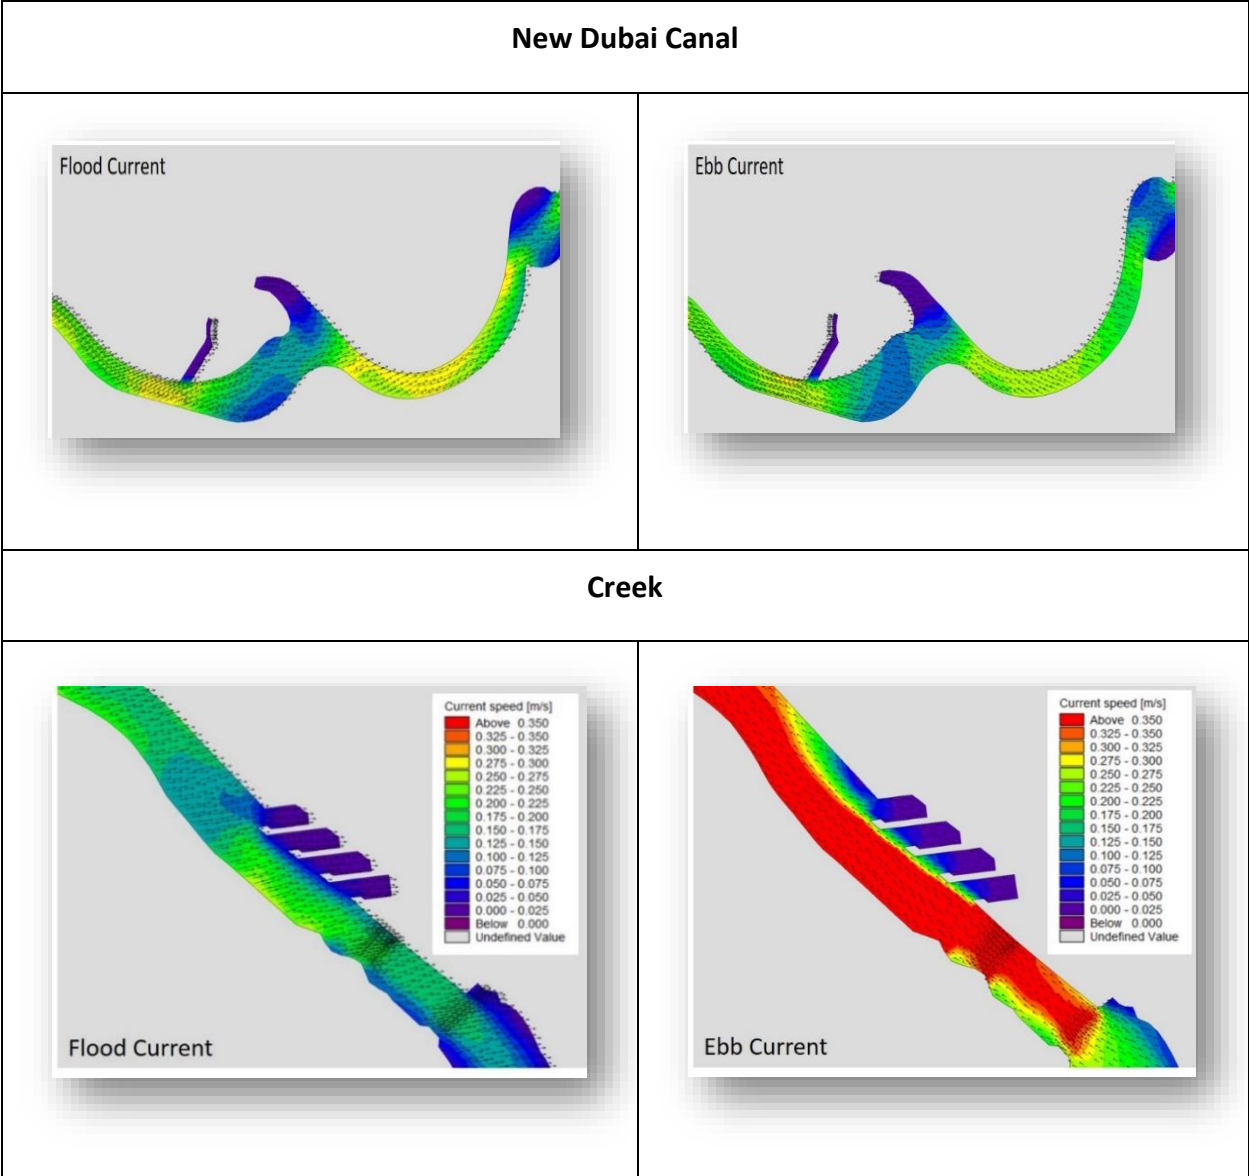 New Dubai Canal
Flood Current
Ebb Current
Creek
Current speed [m/s]
Above 0.350
0.325 - 0.350
0.300 - 0.325
0.275 - 0.300
0.250 - 0.275
0.225 - 0.250
0.200 - 0.225
0.175 - 0.200
0.150 - 0.175
0.125 - 0.150
0.100 - 0.125
0.075 - 0.100
0.050 - 0.075
0.025 - 0.050
0.000 - 0.025
Below 0.000
Undefined Value
Flood Current
Current speed [m/s]
Above 0.350
0.325 - 0.350
0.300 - 0.325
0.275 - 0.300
0.250 - 0.275
0.225 - 0.250
0.200 - 0.225
0.175 - 0.200
0.150 - 0.175
0.125 - 0.150
0.100 - 0.125
0.075 - 0.100
0.050 - 0.075
0.025 - 0.050
0.000 - 0.025
Below 0.000
Undefined Value
Ebb Current